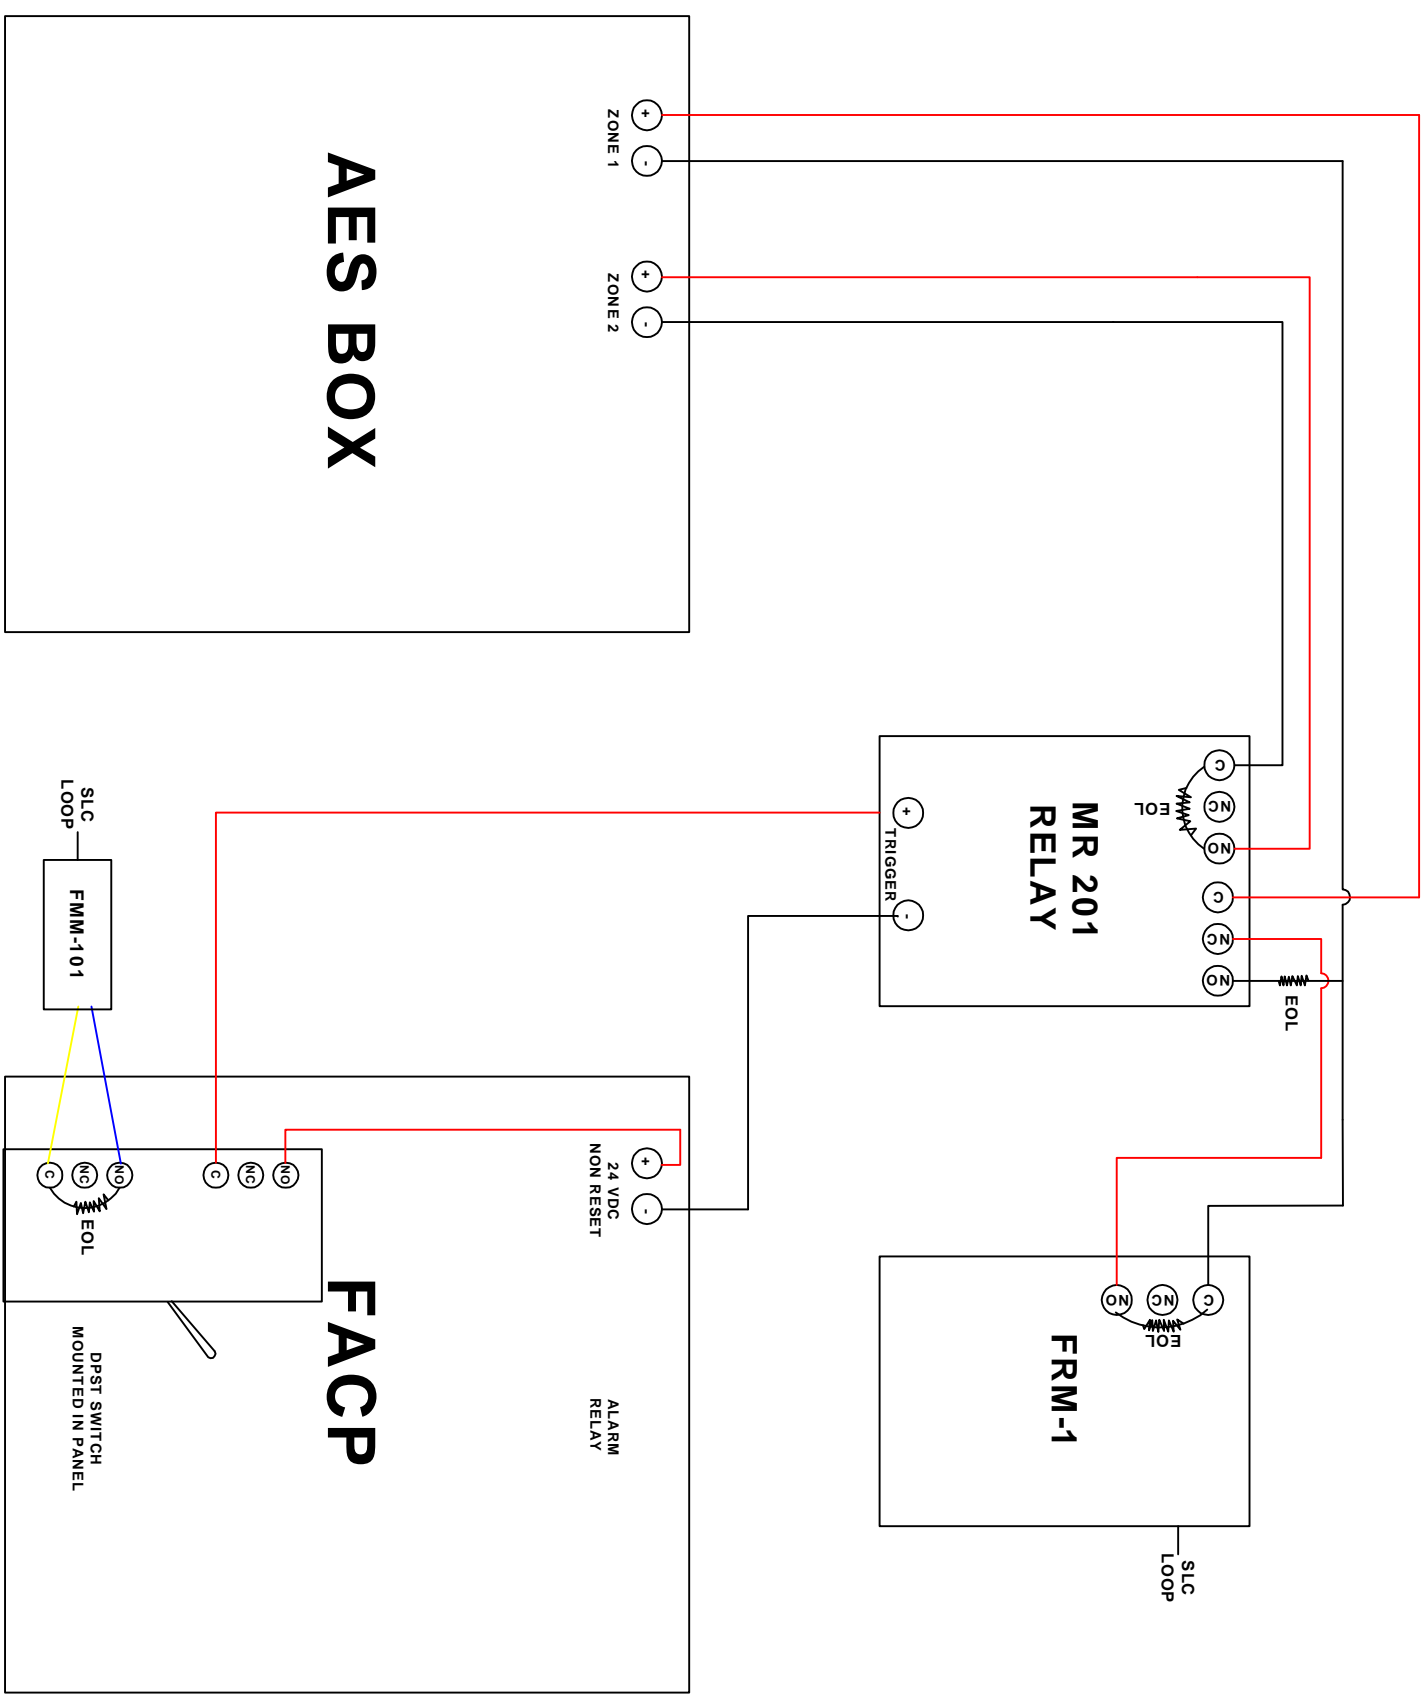 AES BOX
ZONE 1
+
-
ZONE 2
+
-
MR 201
RELAY
C
NC
NO
EOL
C
NC
NO
EOL
+
TRIGGER
-
SLC
LOOP
FMM-101
FACP
24 VDC
NON RESET
+
-
ALARM
RELAY
NO
NC
C
NO
NC
C
EOL
DPST SWITCH
MOUNTED IN PANEL
FRM-1
C
NC
NO
EOL
SLC
LOOP